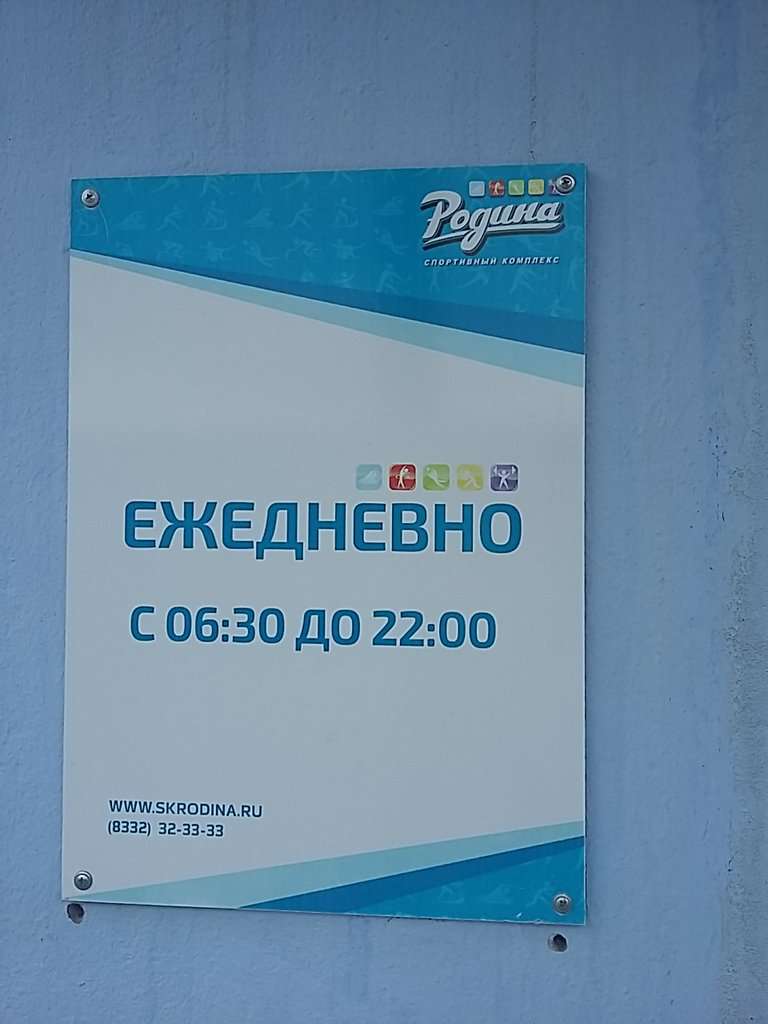 Родина
СПОРТИВНЫЙ КОМПЛЕКС
ЕЖЕДНЕВНО
С 06:30 ДО 22:00
WWW.SKRODINA.RU
(8332) 32-33-33